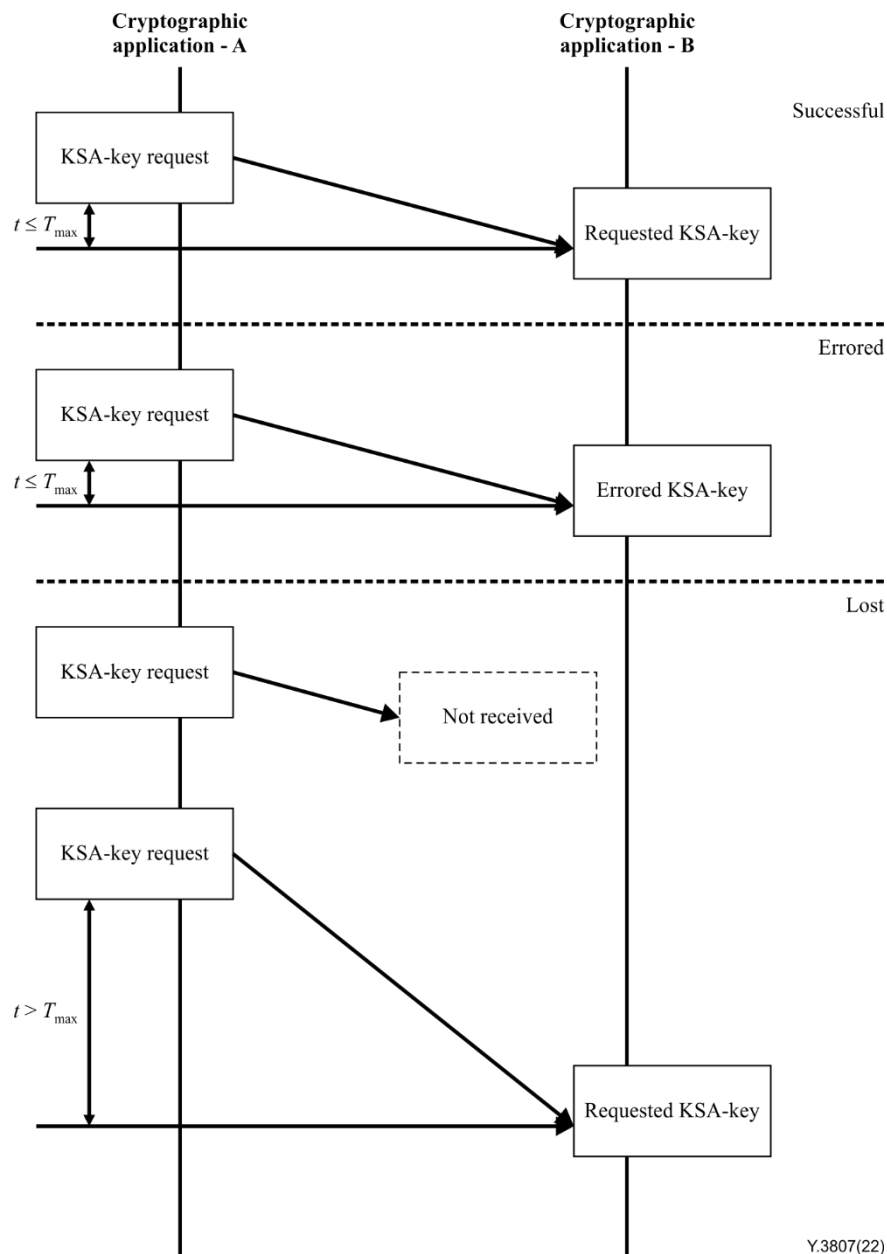 Cryptographic
application - A
Cryptographic
application - B
Successful
KSA-key request
t ≤ Tmax
Requested KSA-key
Errored
KSA-key request
t ≤ Tmax
Errored KSA-key
Lost
KSA-key request
Not received
KSA-key request
t > Tmax
Requested KSA-key
Y.3807(22)